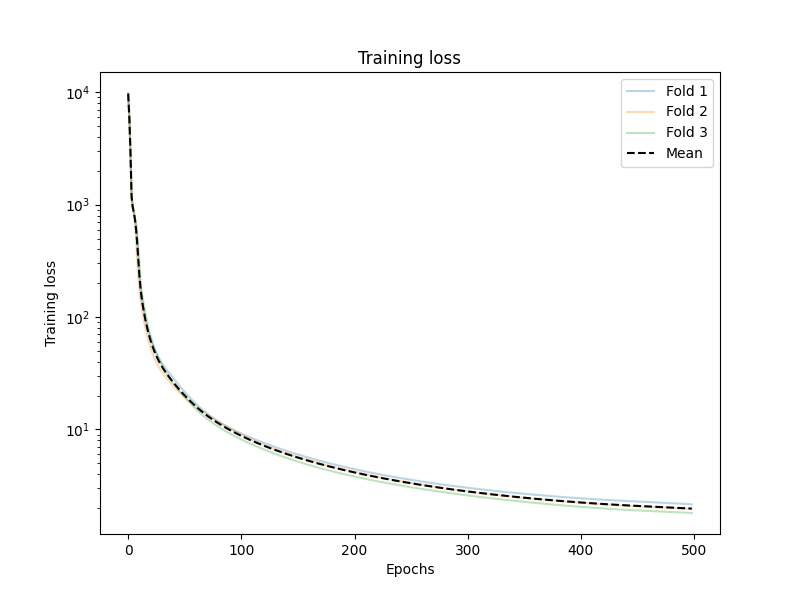 Training loss
Fold 1
Fold 2
Fold 3
Mean
10⁴
10³
10²
10¹
Training loss
0 100 200 300 400 500
Epochs